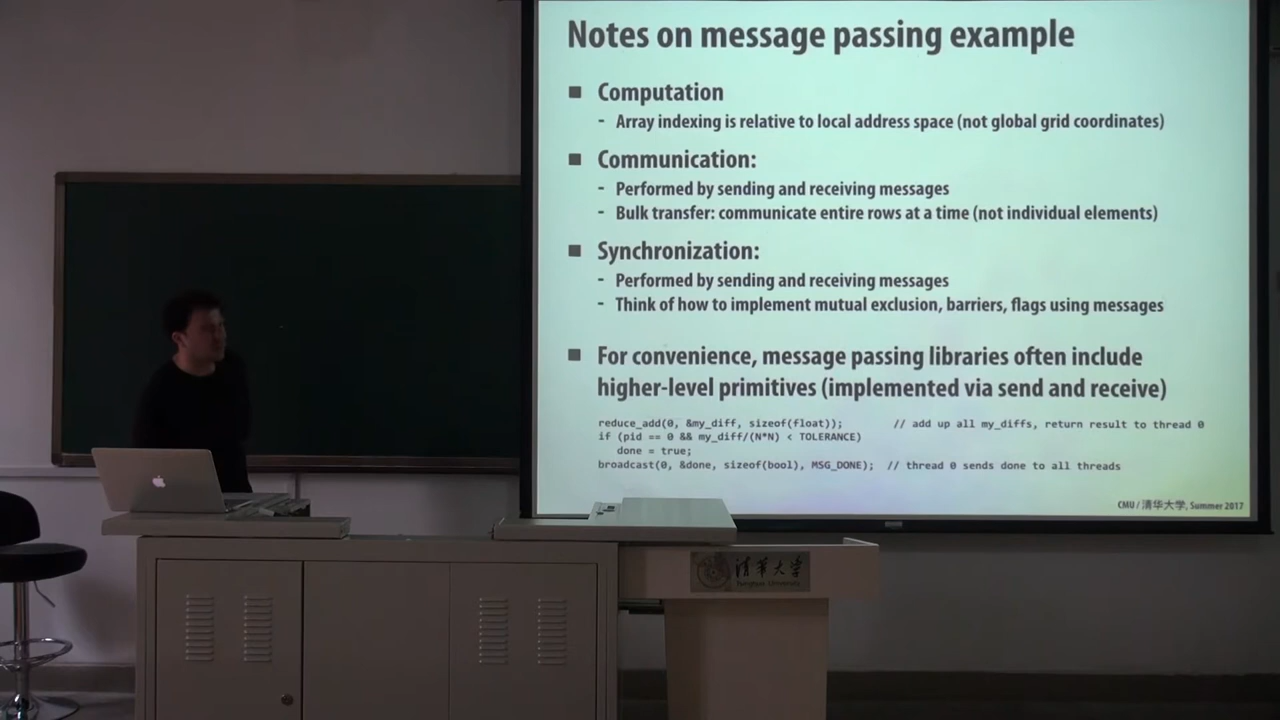 Notes on message passing example
■ Computation
- Array indexing is relative to local address space (not global grid coordinates)
■ Communication:
- Performed by sending and receiving messages
- Bulk transfer: communicate entire rows at a time (not individual elements)
■ Synchronization:
- Performed by sending and receiving messages
- Think of how to implement mutual exclusion, barriers, flags using messages
■ For convenience, message passing libraries often include
higher-level primitives (implemented via send and receive)
reduce_add(0, &my_diff, sizeof(float)); // add up all my_diffs, return result to thread 0
if (pid == 0 && my_diff/(N*N) < TOLERANCE)
done = true;
broadcast(0, &done, sizeof(bool), MSG_DONE); // thread 0 sends done to all threads
CMU / 清华大学, Summer 2017
清华大学
Tsinghua University